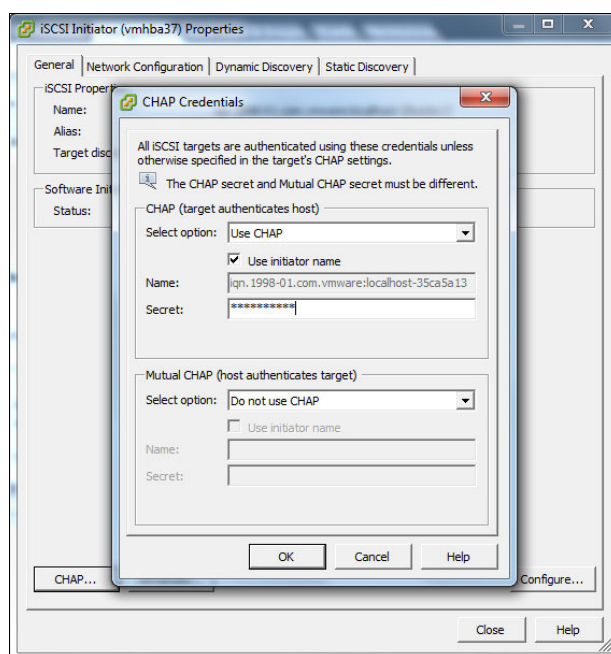 iSCSI Initiator (vmhba37) Properties
General Network Configuration Dynamic Discovery Static Discovery
iSCSI
Name:
Alias:
Target
Status:
CHAP Credentials
All iSCSI targets are authenticated using these credentials unless
otherwise specified in the target's CHAP settings.
The CHAP secret and Mutual CHAP secret must be different.
CHAP (target authenticates host)
Select option: Use CHAP
Use initiator name
Name: iqn.1998-01.com.vmware:localhost-35ca5a13
Secret: **********
Mutual CHAP (host authenticates target)
Select option: Do not use CHAP
Use initiator name
Name:
Secret:
OK Cancel Help
CHAP... Configure...
Close Help